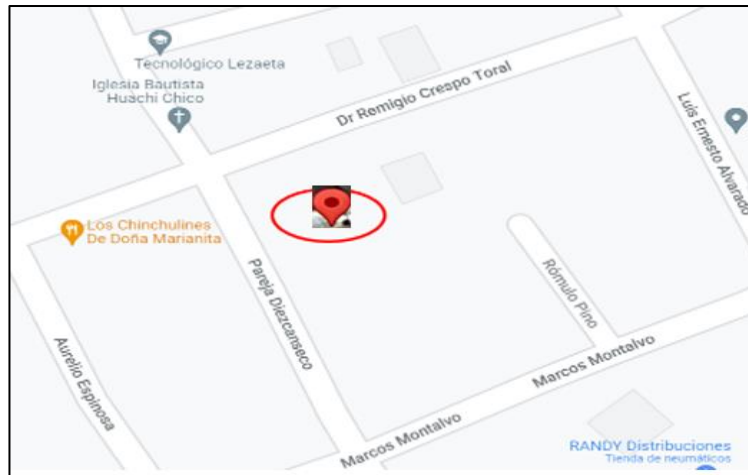 Tecnológico Lezaeta
Iglesia Bautista
Huachi Chico
Dr Remigio Crespo Toral
Luis Ernesto Alvarado
Los Chinchulines
De Doña Marianita
Pareja Diezcanseco
Rómulo Pino
Aurelio Espinosa
Marcos Montalvo
Marcos Montalvo
RANDY Distribuciones
Tienda de neumáticos